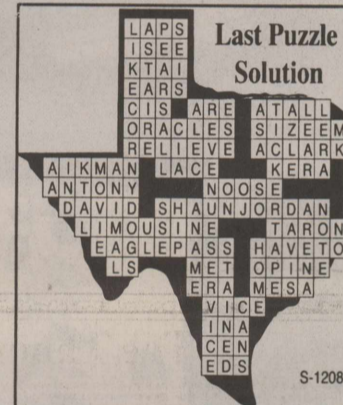 Last Puzzle
Solution
LAPS
ISEE
KTAI
EARS
CIS ARE ATALL
ORACLES SIZEEM
RELIEVE ACLARK
AIKMAN LACE KERA
ANTONY NOOSE
DAVID SHAUNJORDAN
LIMOUSINE TARON
EAGLEPASS HAVETO
LS MET OPINE
ERA MESA
VICE
INA
CEN
EDS
S-1208